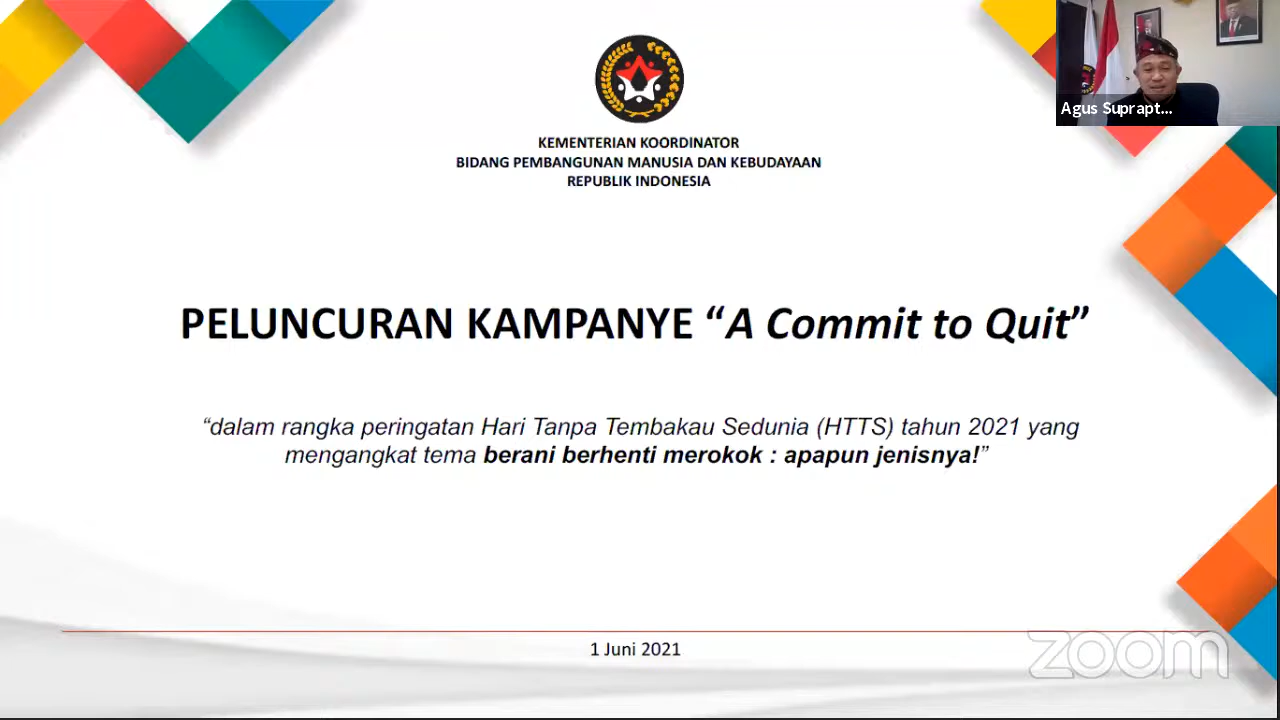 KEMENTERIAN KOORDINATOR
BIDANG PEMBANGUNAN MANUSIA DAN KEBUDAYAAN
REPUBLIK INDONESIA
Agus Suprapt...
PELUNCURAN KAMPANYE “A Commit to Quit”
“dalam rangka peringatan Hari Tanpa Tembakau Sedunia (HTTS) tahun 2021 yang
mengangkat tema berani berhenti merokok : apapun jenisnya!”
1 Juni 2021
zoom